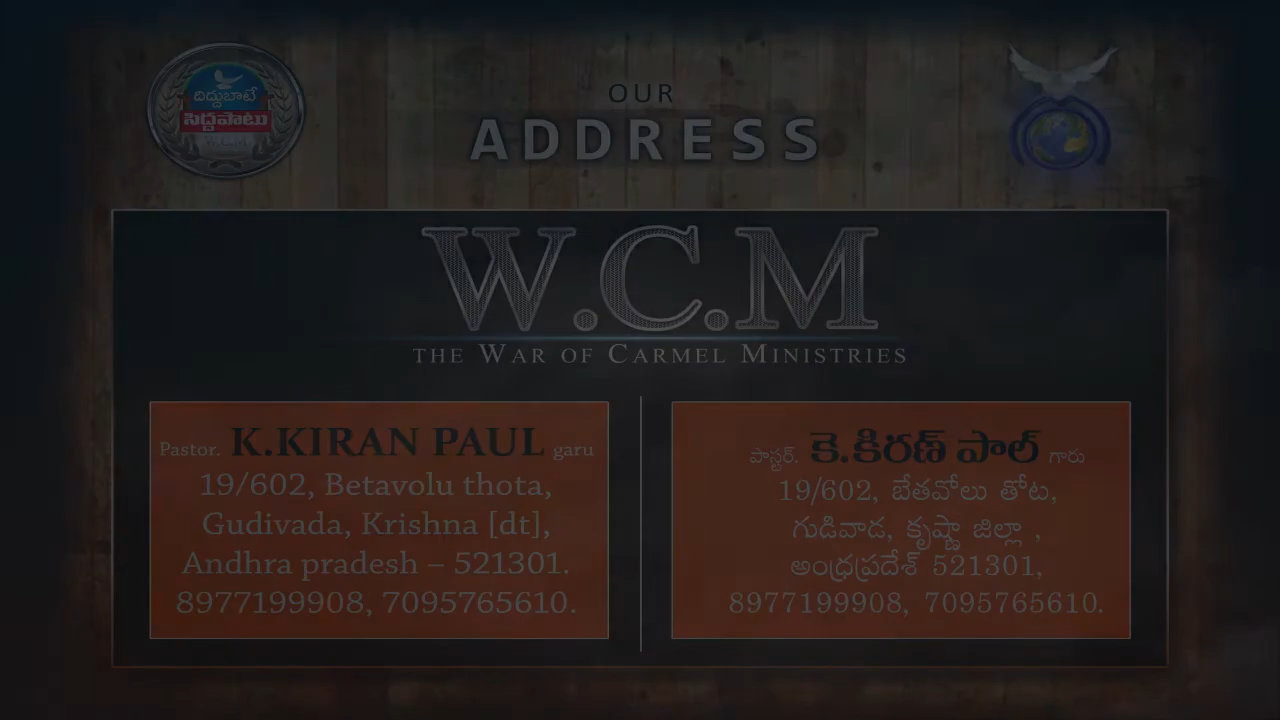 దిద్దుబాటే
సిద్దపాటు
OUR
ADDRESS
W.C.M
THE WAR OF CARMEL MINISTRIES
Pastor. K.KIRAN PAUL garu
19/602, Betavolu thota,
Gudivada, Krishna [dt],
Andhra pradesh – 521301.
8977199908, 7095765610.
పాస్టర్. కె.కిరణ్ పాల్ గారు
19/602, బేతవోలు తోట,
గుడివాడ, కృష్ణా జిల్లా ,
అంధ్రప్రదేశ్ 521301,
8977199908, 7095765610.